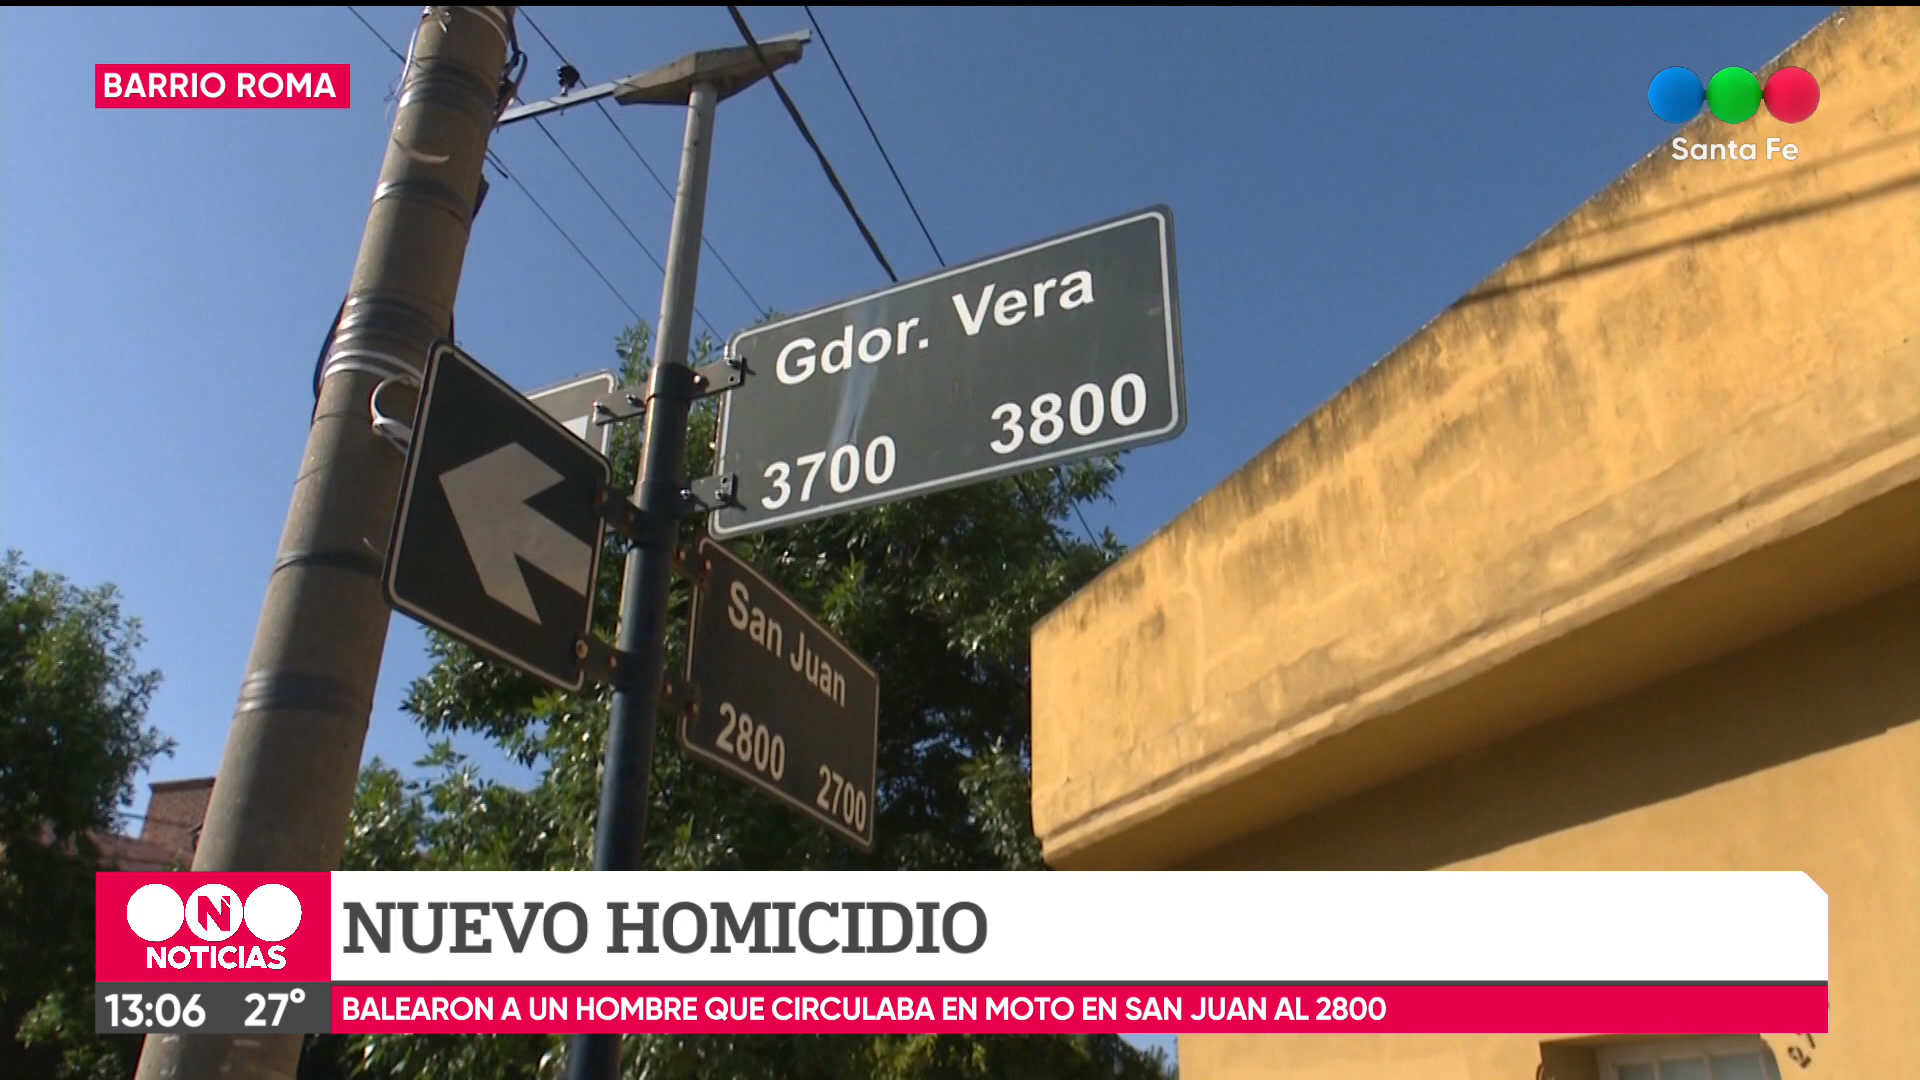 BARRIO ROMA
Santa Fe
Gdor. Vera
3700 3800
San Juan
2800 2700
NUEVO HOMICIDIO
N
NOTICIAS
13:06 27°
BALEARON A UN HOMBRE QUE CIRCULABA EN MOTO EN SAN JUAN AL 2800